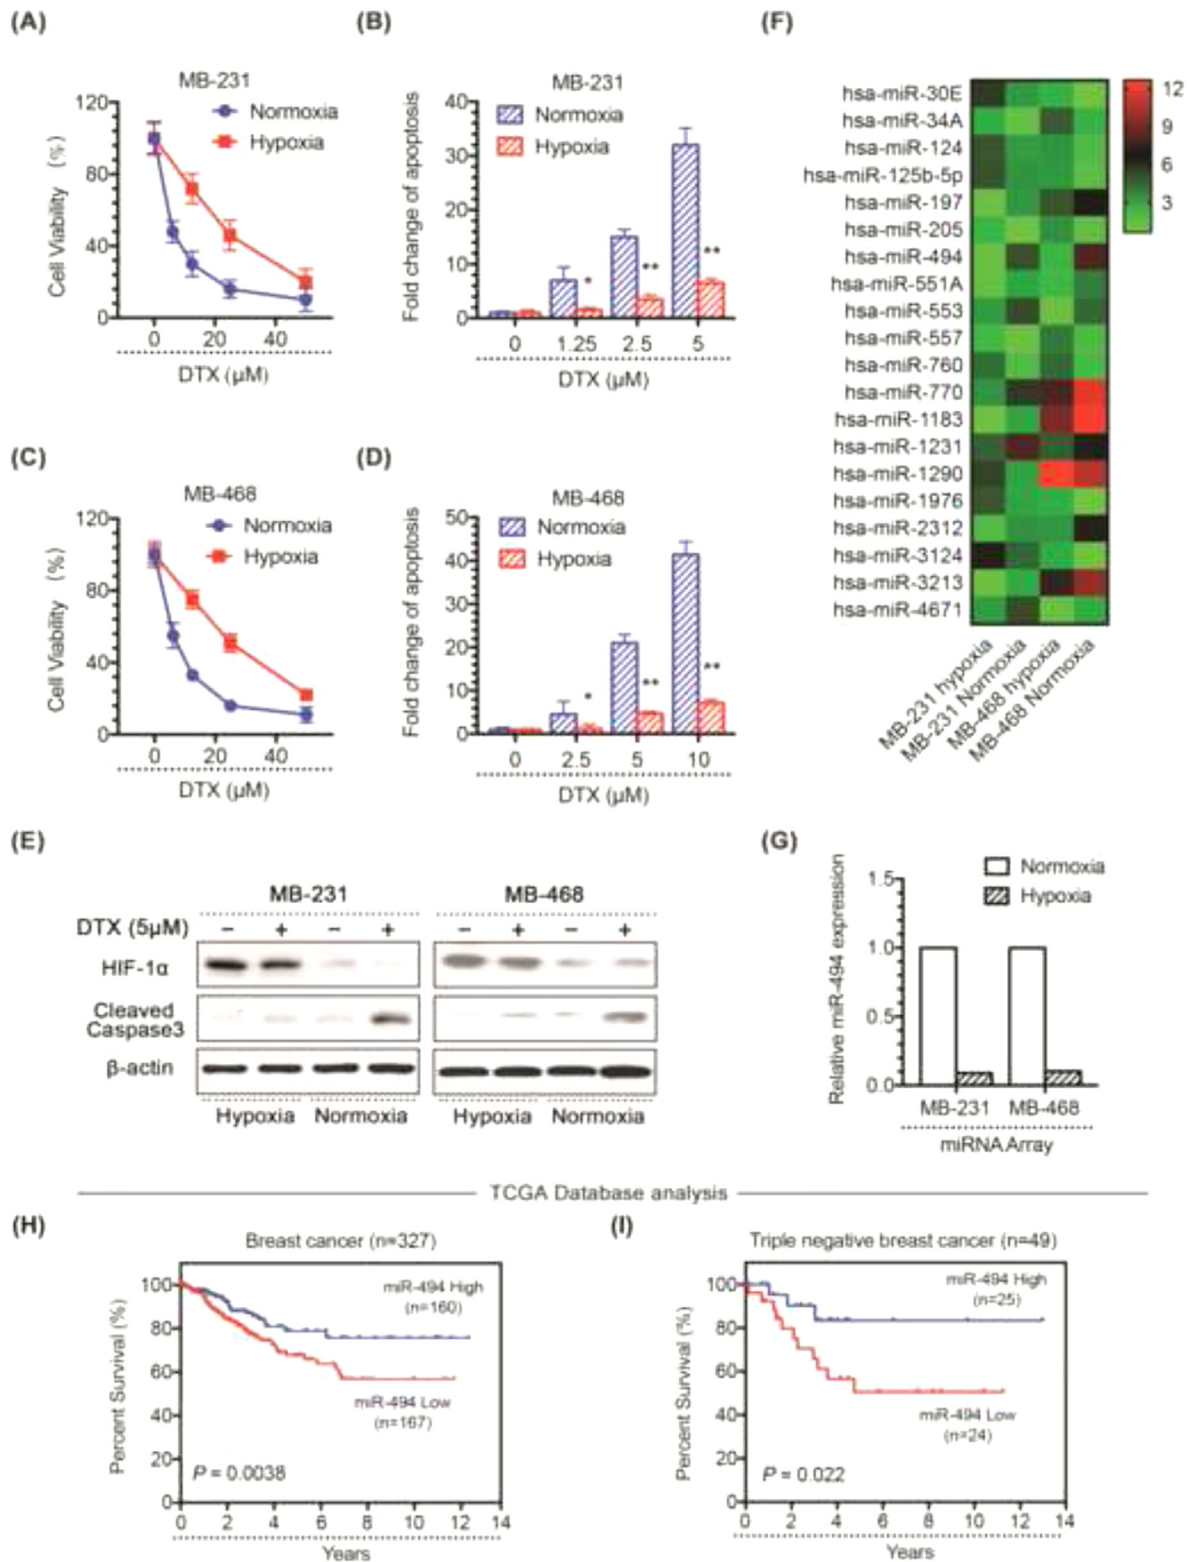 (A)
MB-231
Normoxia
Hypoxia
Cell Viability (%)
120
80
40
0
0 20 40
DTX (µM)
(B)
MB-231
Normoxia
Hypoxia
Fold change of apoptosis
40
30
20
10
0
* ** **
0 1.25 2.5 5
DTX (µM)
(F)
hsa-miR-30E
hsa-miR-34A
hsa-miR-124
hsa-miR-125b-5p
hsa-miR-197
hsa-miR-205
hsa-miR-494
hsa-miR-551A
hsa-miR-553
hsa-miR-557
hsa-miR-760
hsa-miR-770
hsa-miR-1183
hsa-miR-1231
hsa-miR-1290
hsa-miR-1976
hsa-miR-2312
hsa-miR-3124
hsa-miR-3213
hsa-miR-4671
12
9
6
3
MB-231 hypoxia
MB-231 Normoxia
MB-468 hypoxia
MB-468 Normoxia
(C)
MB-468
Normoxia
Hypoxia
Cell Viability (%)
120
80
40
0
0 20 40
DTX (µM)
(D)
MB-468
Normoxia
Hypoxia
Fold change of apoptosis
50
40
30
20
10
0
* ** **
0 2.5 5 10
DTX (µM)
(E)
MB-231 MB-468
DTX (5µM) − + − + − + − +
HIF-1α
Cleaved
Caspase3
β-actin
Hypoxia Normoxia Hypoxia Normoxia
(G)
Normoxia
Hypoxia
Relative miR-494 expression
1.5
1.0
0.5
0.0
MB-231 MB-468
miRNA Array
TCGA Database analysis
(H)
Breast cancer (n=327)
miR-494 High
(n=160)
miR-494 Low
(n=167)
P = 0.0038
Percent Survival (%)
100
80
60
40
20
0
0 2 4 6 8 10 12 14
Years
(I)
Triple negative breast cancer (n=49)
miR-494 High
(n=25)
miR-494 Low
(n=24)
P = 0.022
Percent Survival (%)
100
80
60
40
20
0
0 2 4 6 8 10 12 14
Years